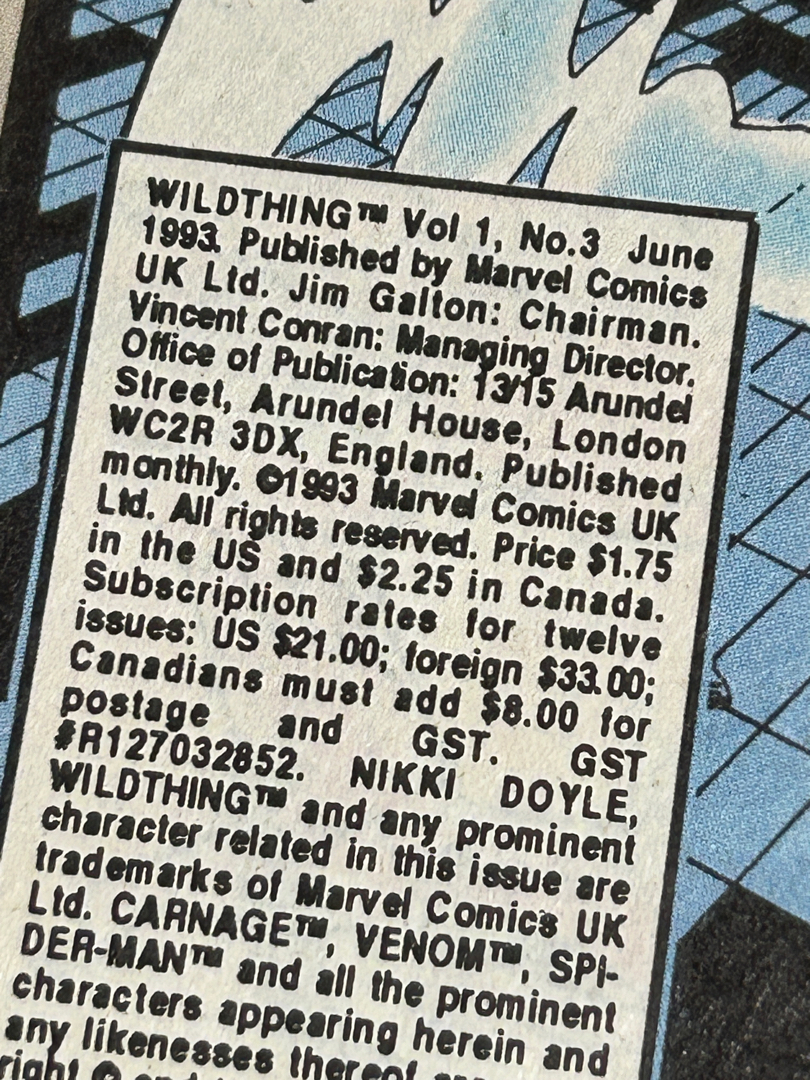 WILDTHING™ Vol 1, No.3 June
1993. Published by Marvel Comics
UK Ltd. Jim Galton: Chairman.
Vincent Conran: Managing Director.
Office of Publication: 13/15 Arundel
Street, Arundel House, London
WC2R 3DX, England. Published
monthly. ©1993 Marvel Comics UK
Ltd. All rights reserved. Price $1.75
in the US and $2.25 in Canada.
Subscription rates for twelve
issues: US $21.00; foreign $33.00;
Canadians must add $8.00 for
postage and GST. GST
#R127032852. NIKKI DOYLE,
WILDTHING™ and any prominent
character related in this issue are
trademarks of Marvel Comics UK
Ltd. CARNAGE™, VENOM™, SPI-
DER-MAN™ and all the prominent
characters appearing herein and
any likenesses thereof
right ©